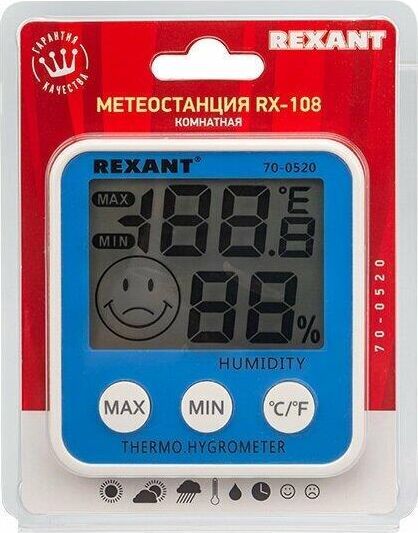 ГАРАНТИЯ
КАЧЕСТВА
REXANT
МЕТЕОСТАНЦИЯ RX-108
КОМНАТНАЯ
REXANT®
70-0520
MAX
MIN
-188.8
°E
88%
HUMIDITY
MAX
MIN
°C/°F
THERMO.HYGROMETER
70-0520